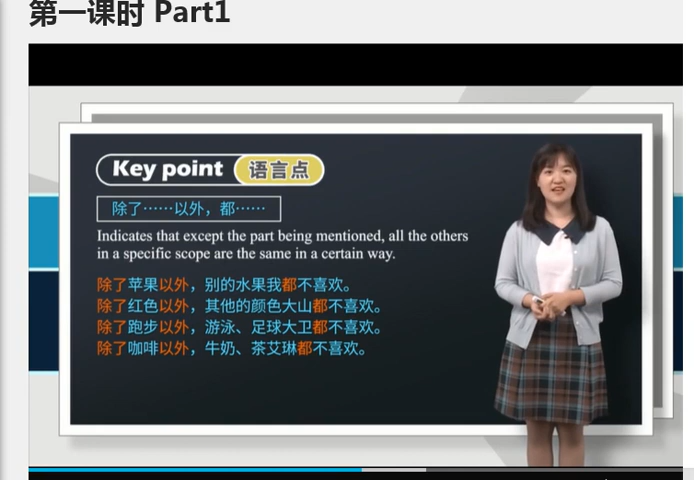 第一课时 Part1
Key point 语言点
除了……以外，都……
Indicates that except the part being mentioned, all the others
in a specific scope are the same in a certain way.
除了苹果以外，别的水果我都不喜欢。
除了红色以外，其他的颜色大山都不喜欢。
除了跑步以外，游泳、足球大卫都不喜欢。
除了咖啡以外，牛奶、茶艾琳都不喜欢。